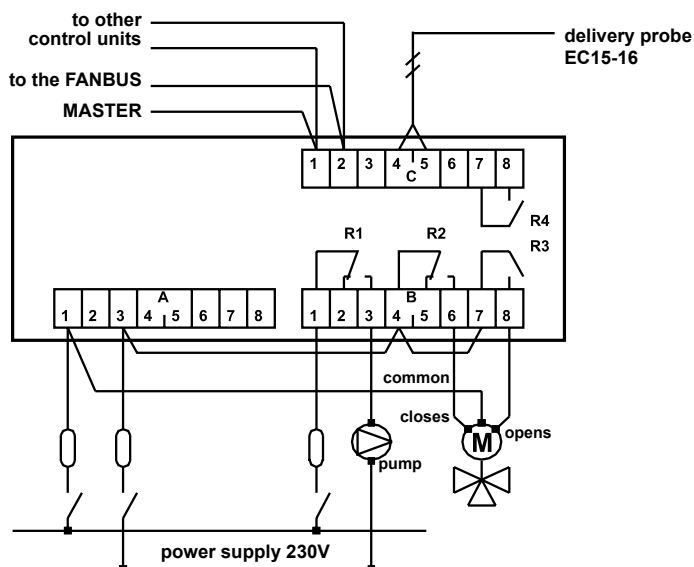 to other
control units
delivery probe
EC15-16
to the FANBUS
MASTER
1 2 3 4 5 6 7 8
C
R4
R1 R2 R3
A B
1 2 3 4 5 6 7 8 1 2 3 4 5 6 7 8
common
closes opens
M
pump
power supply 230V